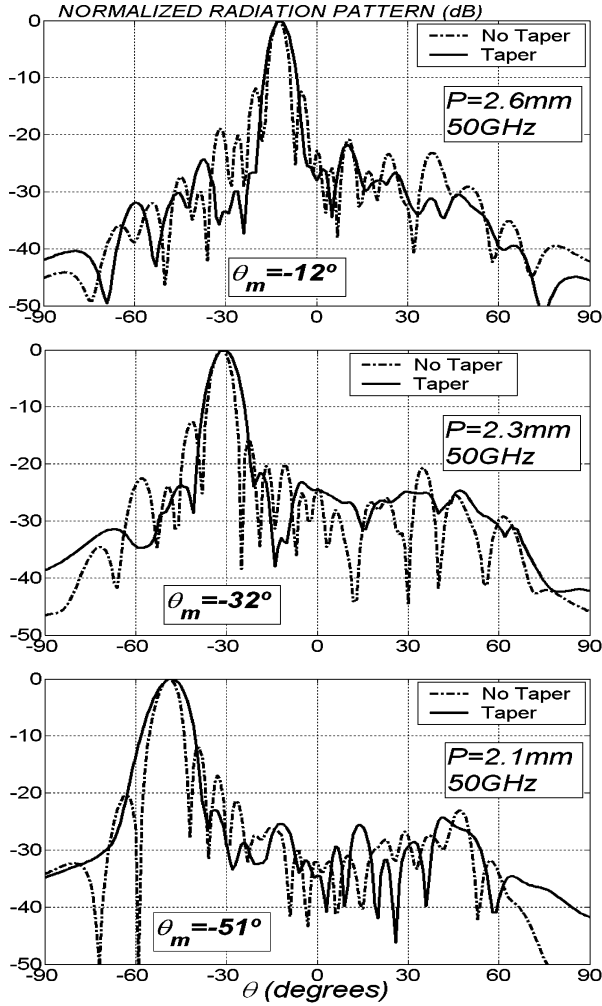 NORMALIZED RADIATION PATTERN (dB)
0
-10
-20
-30
-40
-50
No Taper
Taper
P=2.6mm
50GHz
θm=-12º
-90 -60 -30 0 30 60 90
0
-10
-20
-30
-40
-50
No Taper
Taper
P=2.3mm
50GHz
θm=-32º
-90 -60 -30 0 30 60 90
0
-10
-20
-30
-40
-50
No Taper
Taper
P=2.1mm
50GHz
θm=-51º
-90 -60 -30 0 30 60 90
θ (degrees)